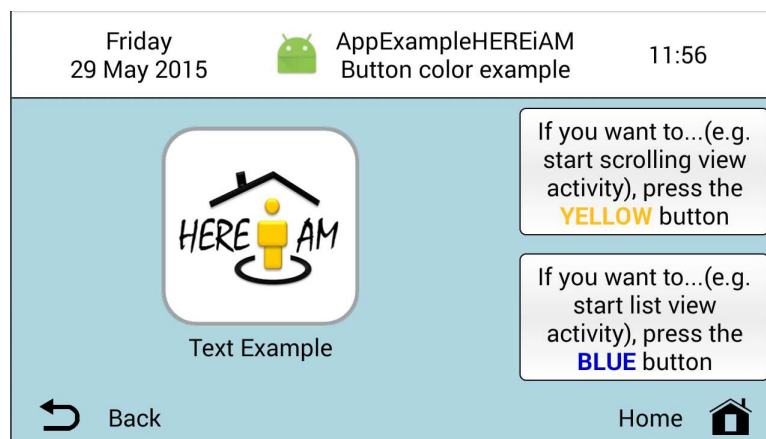 Friday
29 May 2015
AppExampleHEREiAM
Button color example
11:56
HERE i AM
Text Example
If you want to...(e.g.
start scrolling view
activity), press the
YELLOW button
If you want to...(e.g.
start list view
activity), press the
BLUE button
Back
Home